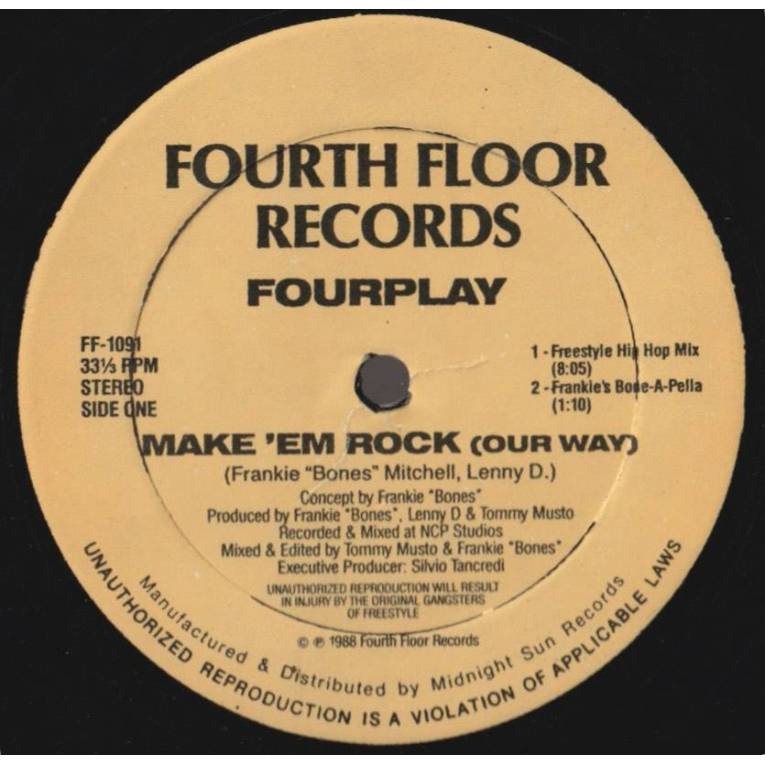 FOURTH FLOOR
RECORDS
FOURPLAY
FF-1091
33⅓ RPM
STEREO
SIDE ONE
1 - Freestyle Hip Hop Mix
(8:05)
2 - Frankie's Bone-A-Pella
(1:10)
MAKE 'EM ROCK (OUR WAY)
(Frankie "Bones" Mitchell, Lenny D.)
Concept by Frankie "Bones"
Produced by Frankie "Bones", Lenny D & Tommy Musto
Recorded & Mixed at NCP Studios
Mixed & Edited by Tommy Musto & Frankie "Bones"
Executive Producer: Silvio Tancredi
UNAUTHORIZED REPRODUCTION WILL RESULT
IN INJURY BY THE ORIGINAL GANGSTERS
OF FREESTYLE
© ℗ 1988 Fourth Floor Records
Manufactured & Distributed by Midnight Sun Records
UNAUTHORIZED REPRODUCTION IS A VIOLATION OF APPLICABLE LAWS